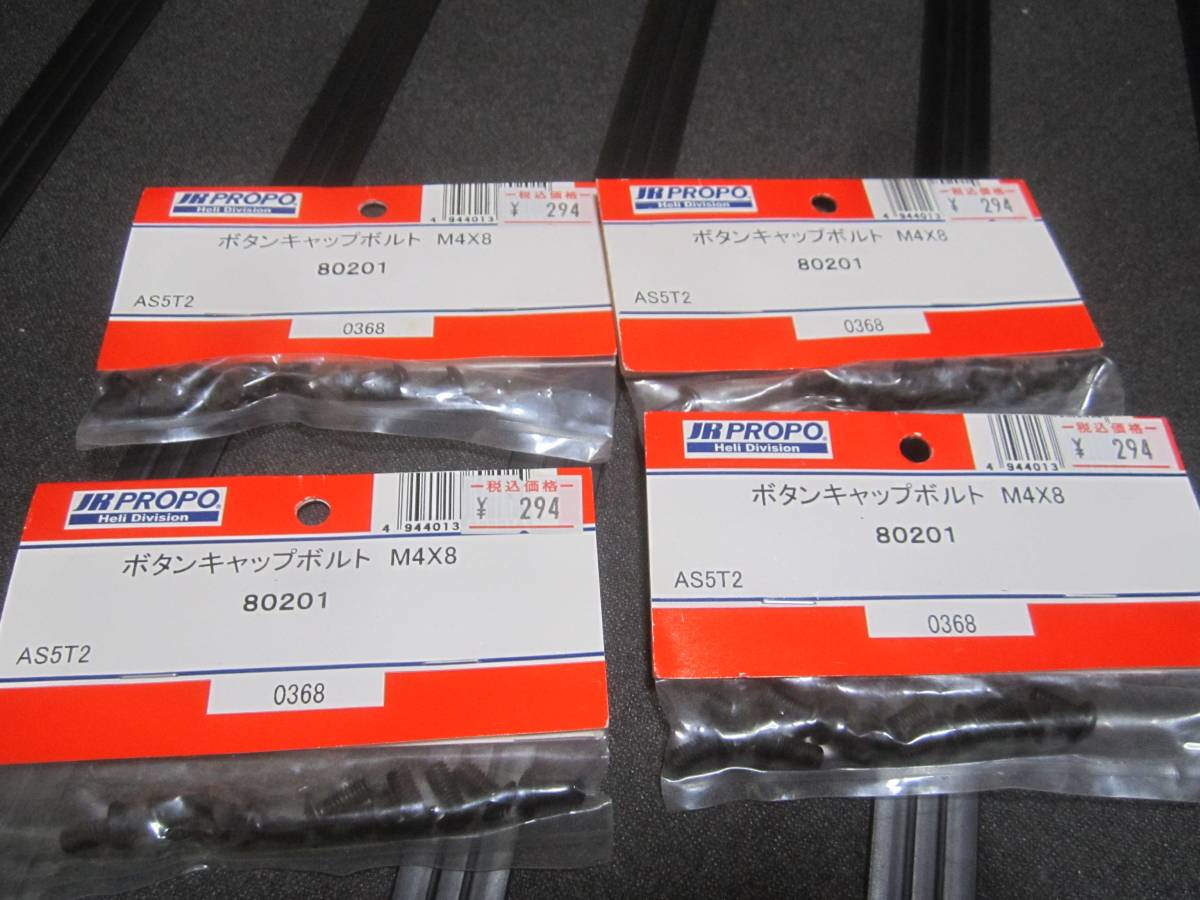 JR PROPO
Heli Division
4 944013
税込価格
¥ 294
ボタンキャップボルト M4X8
80201
AS5T2
0368
JR PROPO
Heli Division
944013
税込価格
¥ 294
ボタンキャップボルト M4X8
80201
AS5T2
0368
JR PROPO®
Heli Division
4 944013
税込価格
¥ 294
ボタンキャップボルト M4X8
80201
AS5T2
0368
JR PROPO®
Heli Division
4 944013
税込価格
¥ 294
ボタンキャップボルト M4X8
80201
AS5T2
0368